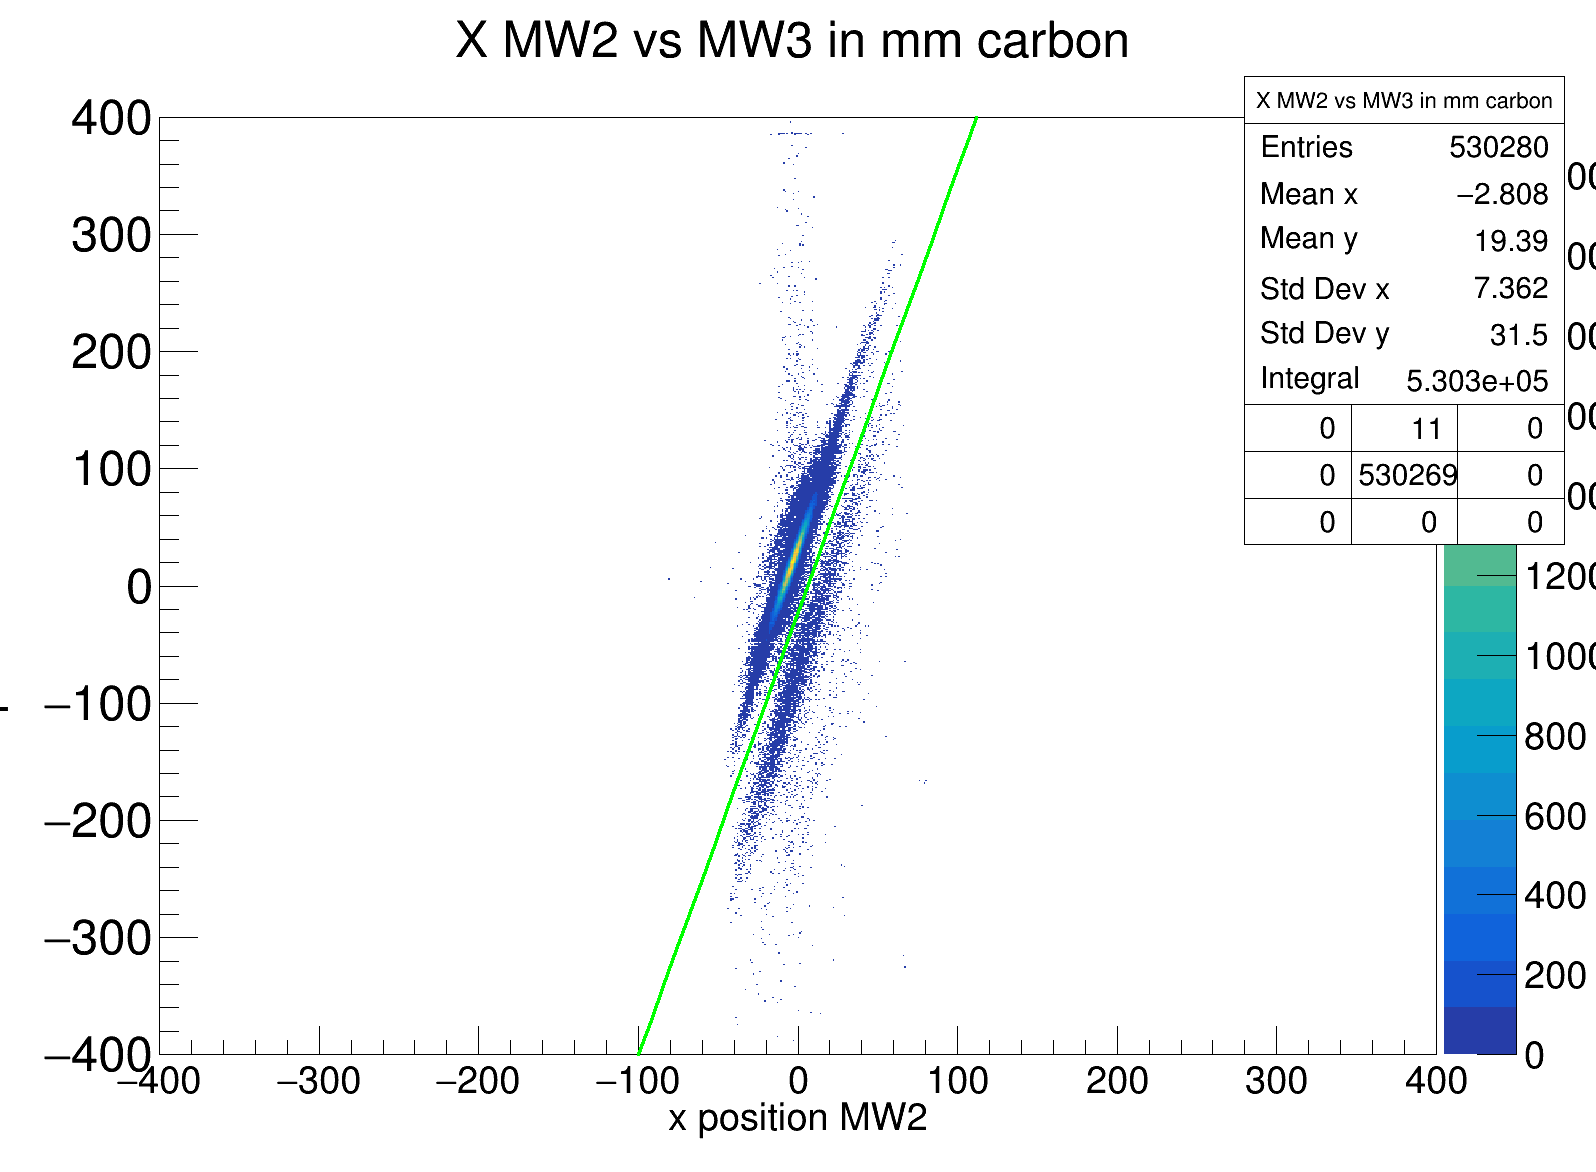 X MW2 vs MW3 in mm carbon
X MW2 vs MW3 in mm carbon
Entries 530280
Mean x −2.808
Mean y 19.39
Std Dev x 7.362
Std Dev y 31.5
Integral 5.303e+05
0 11 0
0 530269 0
0 0 0
400
300
200
100
0
−100
−200
−300
−400
−400 −300 −200 −100 0 100 200 300 400
x position MW2
1200
1000
800
600
400
200
0